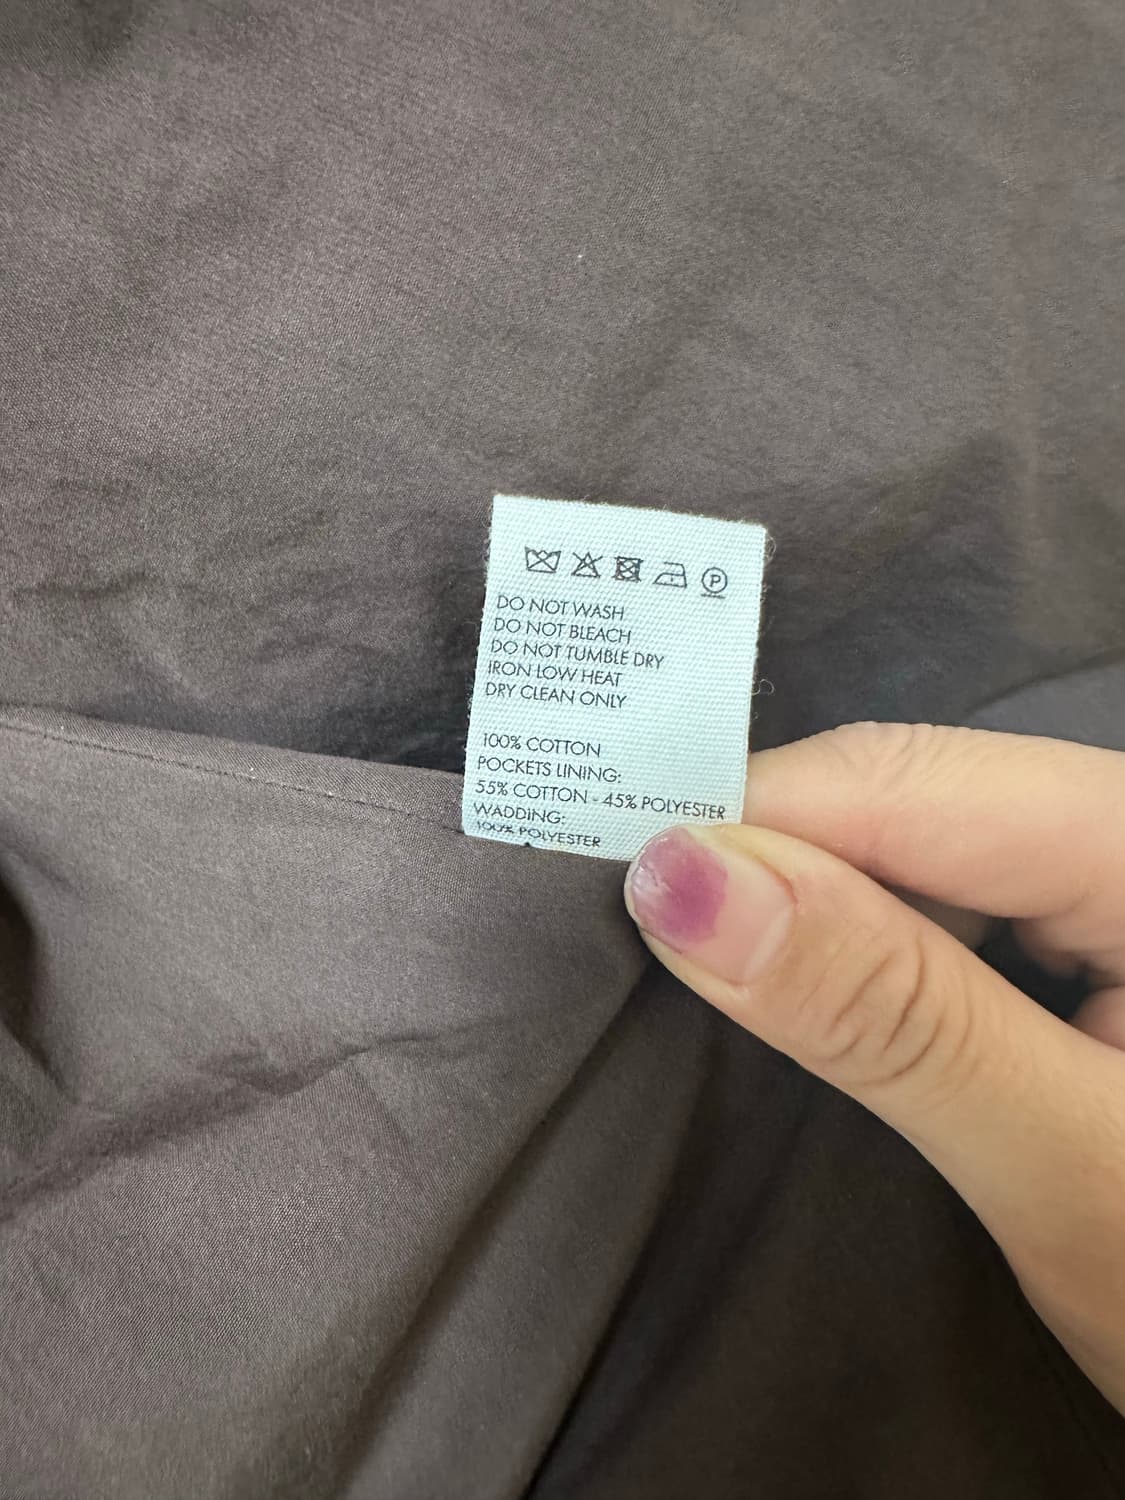 P
DO NOT WASH
DO NOT BLEACH
DO NOT TUMBLE DRY
IRON LOW HEAT
DRY CLEAN ONLY
100% COTTON
POCKETS LINING:
55% COTTON - 45% POLYESTER
WADDING:
100% POLYESTER